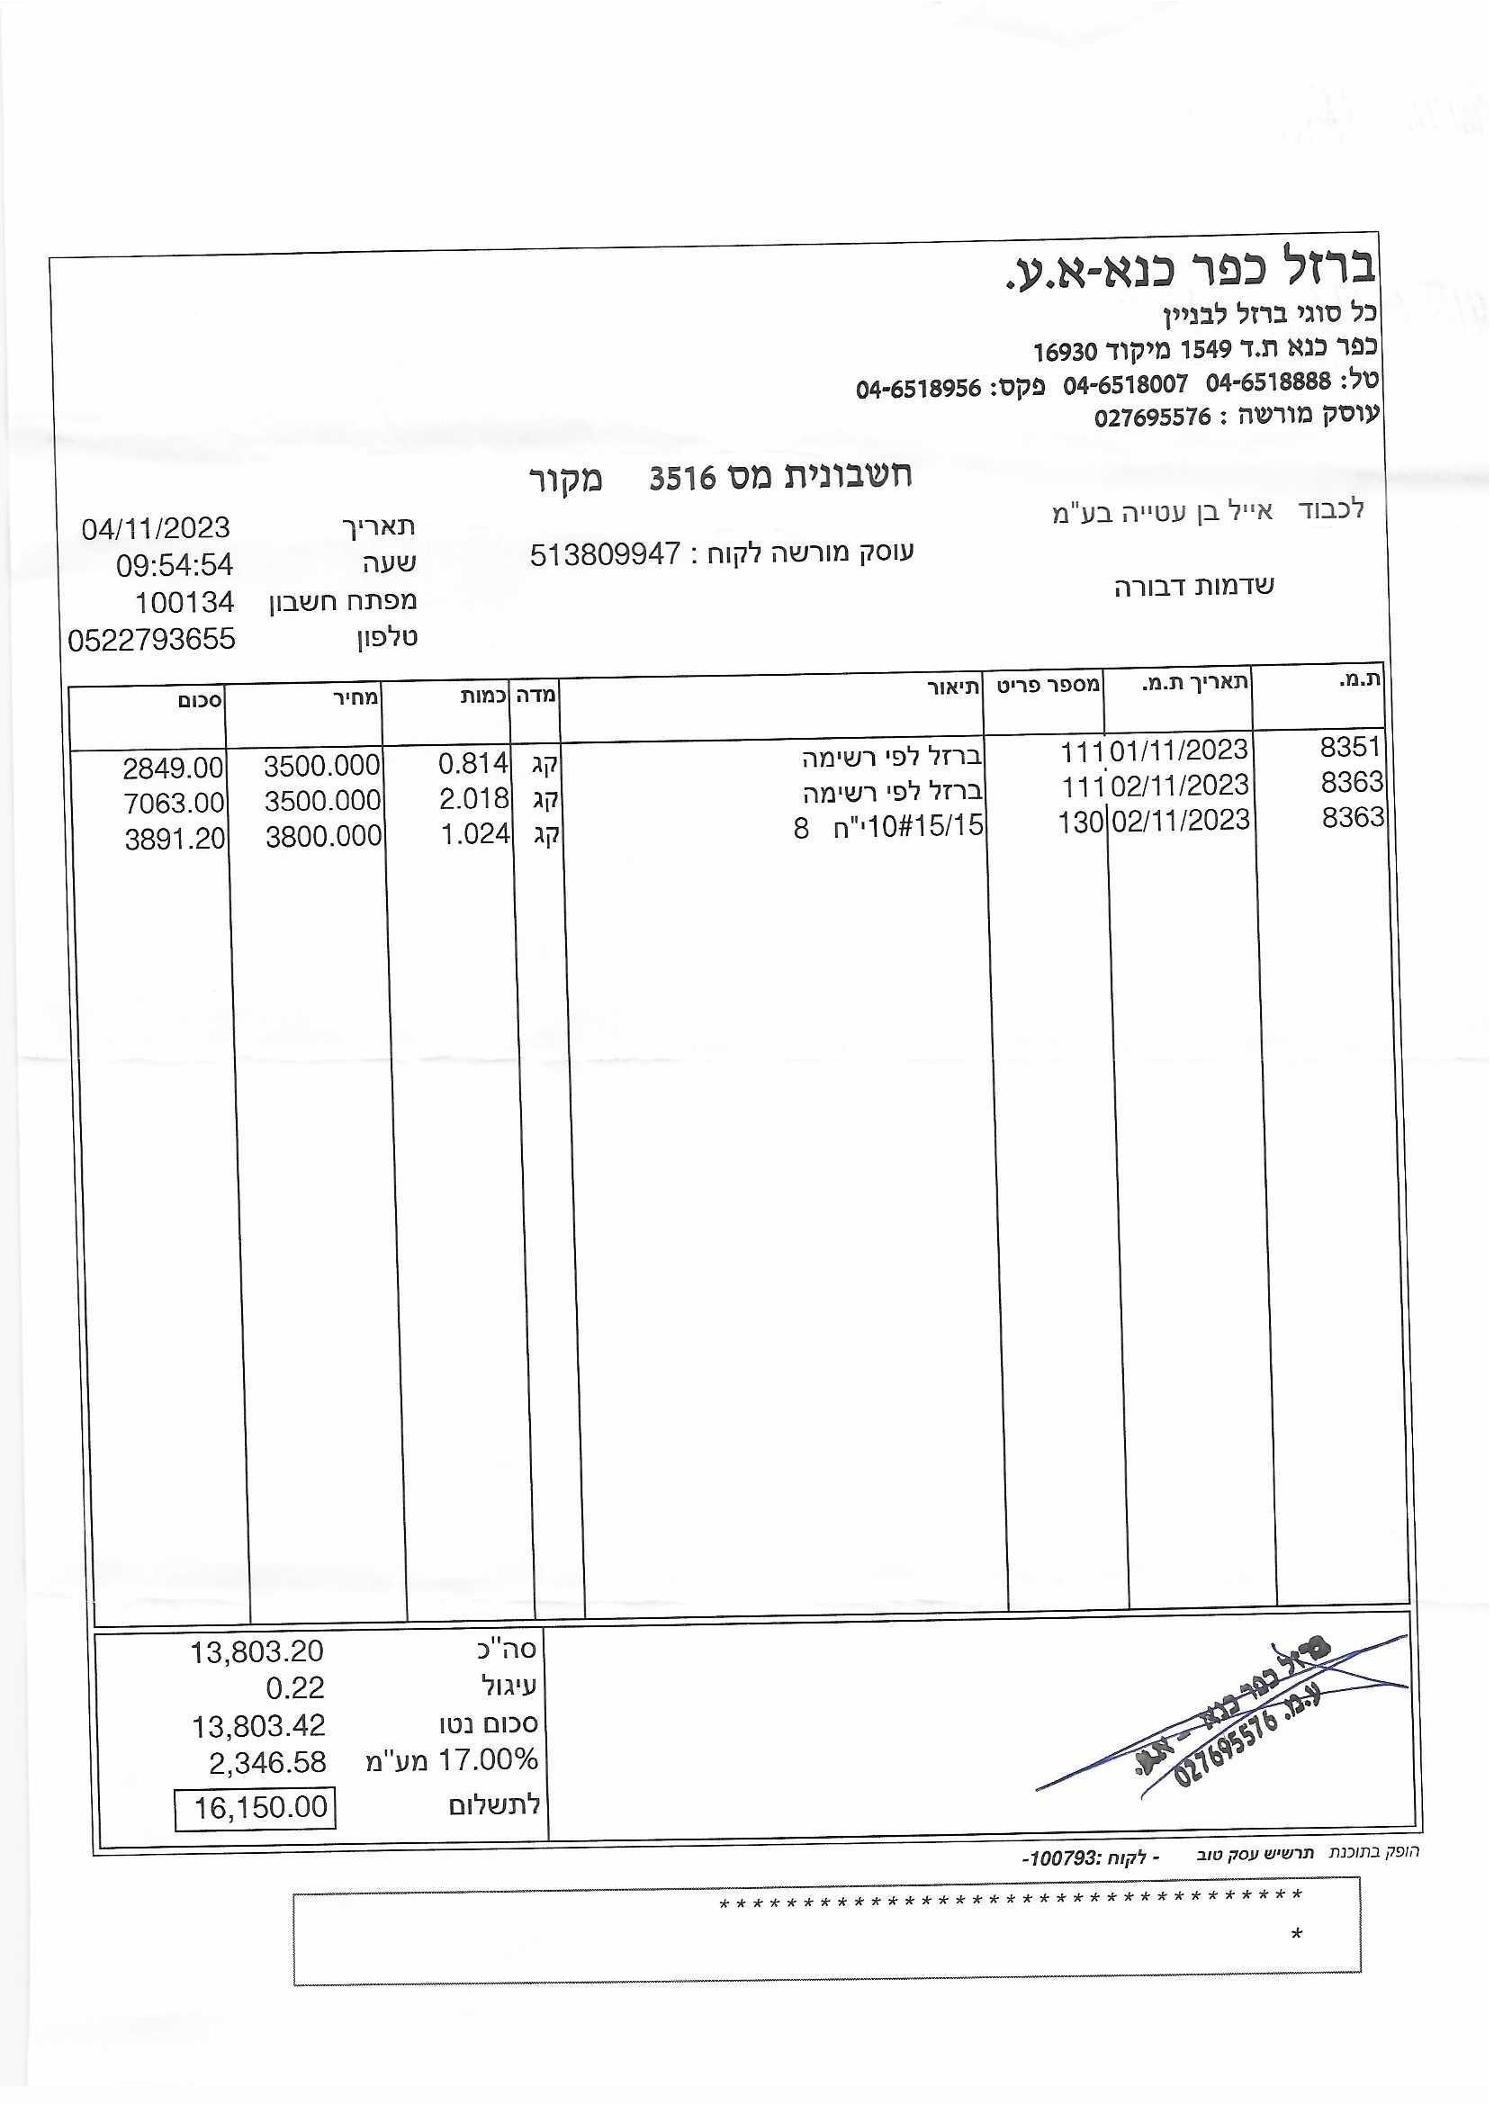 ברזל כפר כנא-א.ע.
כל סוגי ברזל לבניין
כפר כנא ת.ד 1549 מיקוד 16930
טל: 04-6518888 04-6518007 פקס: 04-6518956
עוסק מורשה : 027695576
חשבונית מס 3516 מקור
לכבוד אייל בן עטייה בע"מ
עוסק מורשה לקוח : 513809947
שדמות דבורה
תאריך 04/11/2023
שעה 09:54:54
מפתח חשבון 100134
טלפון 0522793655
ת.מ. תאריך ת.מ. מספר פריט תיאור מדה כמות מחיר סכום
8351 01/11/2023 111 ברזל לפי רשימה קג 0.814 3500.000 2849.00
8363 02/11/2023 111 ברזל לפי רשימה קג 2.018 3500.000 7063.00
8363 02/11/2023 130 15/15#10י"ח 8 קג 1.024 3800.000 3891.20
סה"כ 13,803.20
עיגול 0.22
סכום נטו 13,803.42
17.00% מע"מ 2,346.58
לתשלום 16,150.00
ברזל כפר כנא - א.ע.
ע.מ. 027695576
הופק בתוכנת תרשיש עסק טוב - לקוח :100793-
* * * * * * * * * * * * * * * * * * * * * * * * * * * * * * * * * * *
*